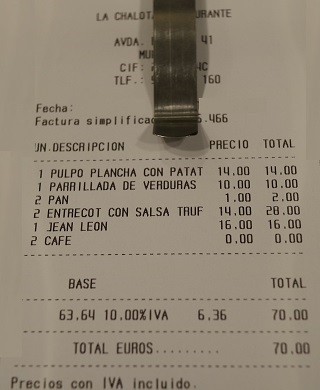 LA CHALOT URANTE
AVDA. 41
MU
CIF: C
TLF.: 160
Fecha:
Factura simplifica 5.466
UN.DESCRIPCION PRECIO TOTAL
1 PULPO PLANCHA CON PATAT 14.00 14.00
1 PARRILLADA DE VERDURAS 10.00 10.00
2 PAN 1.00 2.00
2 ENTRECOT CON SALSA TRUF 14.00 28.00
1 JEAN LEON 16.00 16.00
2 CAFE 0.00 0.00
BASE TOTAL
63.64 10.00%IVA 6.36 70.00
TOTAL EUROS......... 70.00
Precios con IVA incluido.